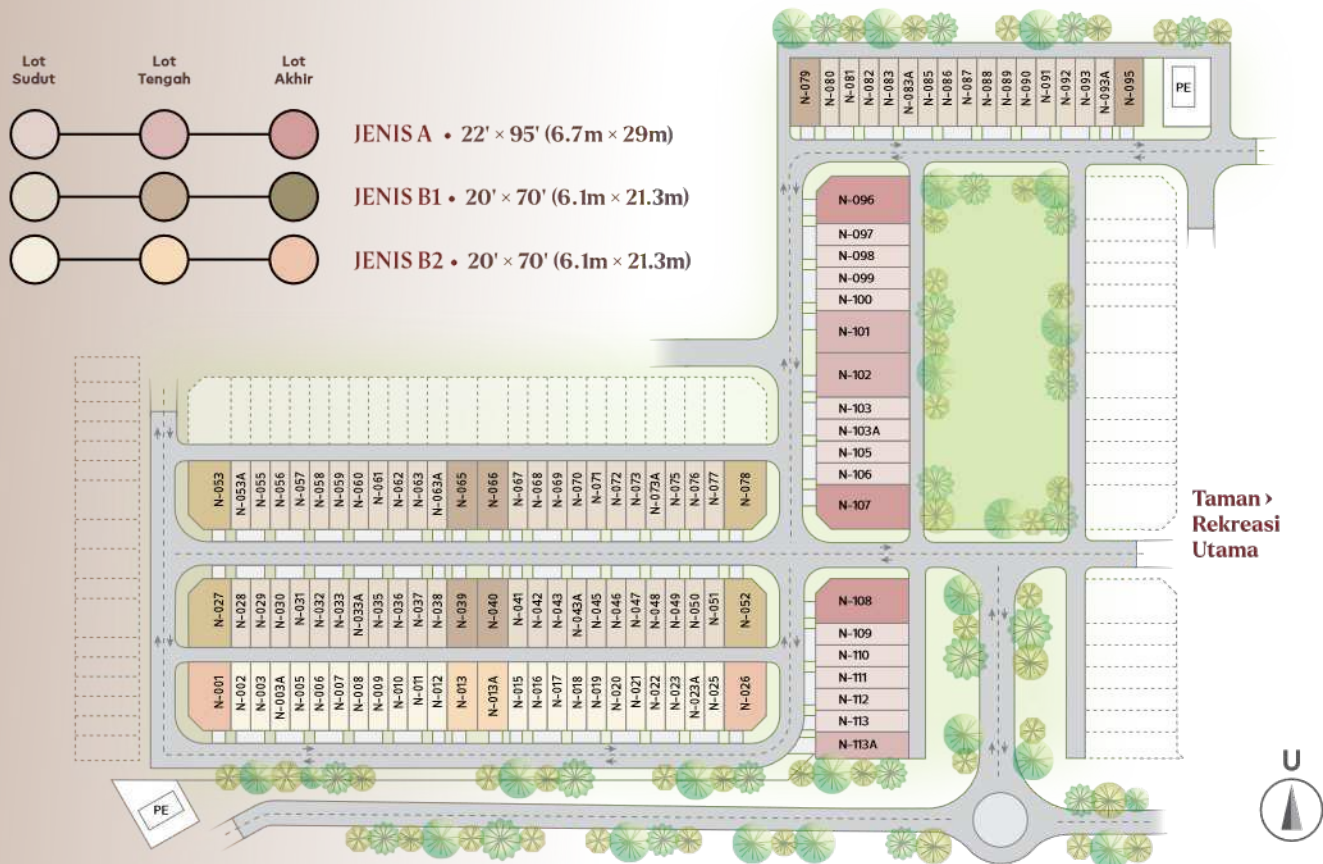 Lot
Sudut
Lot
Tengah
Lot
Akhir
JENIS A • 22' × 95' (6.7m × 29m)
JENIS B1 • 20' × 70' (6.1m × 21.3m)
JENIS B2 • 20' × 70' (6.1m × 21.3m)
N-079
N-080
N-081
N-082
N-083
N-083A
N-085
N-086
N-087
N-088
N-089
N-090
N-091
N-092
N-093
N-093A
N-095
PE
N-096
N-097
N-098
N-099
N-100
N-101
N-102
N-103
N-103A
N-105
N-106
N-107
N-053
N-053A
N-055
N-056
N-057
N-058
N-059
N-060
N-061
N-062
N-063
N-063A
N-065
N-066
N-067
N-068
N-069
N-070
N-071
N-072
N-073
N-073A
N-075
N-076
N-077
N-078
Taman ›
Rekreasi
Utama
N-027
N-028
N-029
N-030
N-031
N-032
N-033
N-033A
N-035
N-036
N-037
N-038
N-039
N-040
N-041
N-042
N-043
N-043A
N-045
N-046
N-047
N-048
N-049
N-050
N-051
N-052
N-108
N-109
N-110
N-111
N-112
N-113
N-113A
N-001
N-002
N-003
N-003A
N-005
N-006
N-007
N-008
N-009
N-010
N-011
N-012
N-013
N-013A
N-015
N-016
N-017
N-018
N-019
N-020
N-021
N-022
N-023
N-023A
N-025
N-026
U
PE